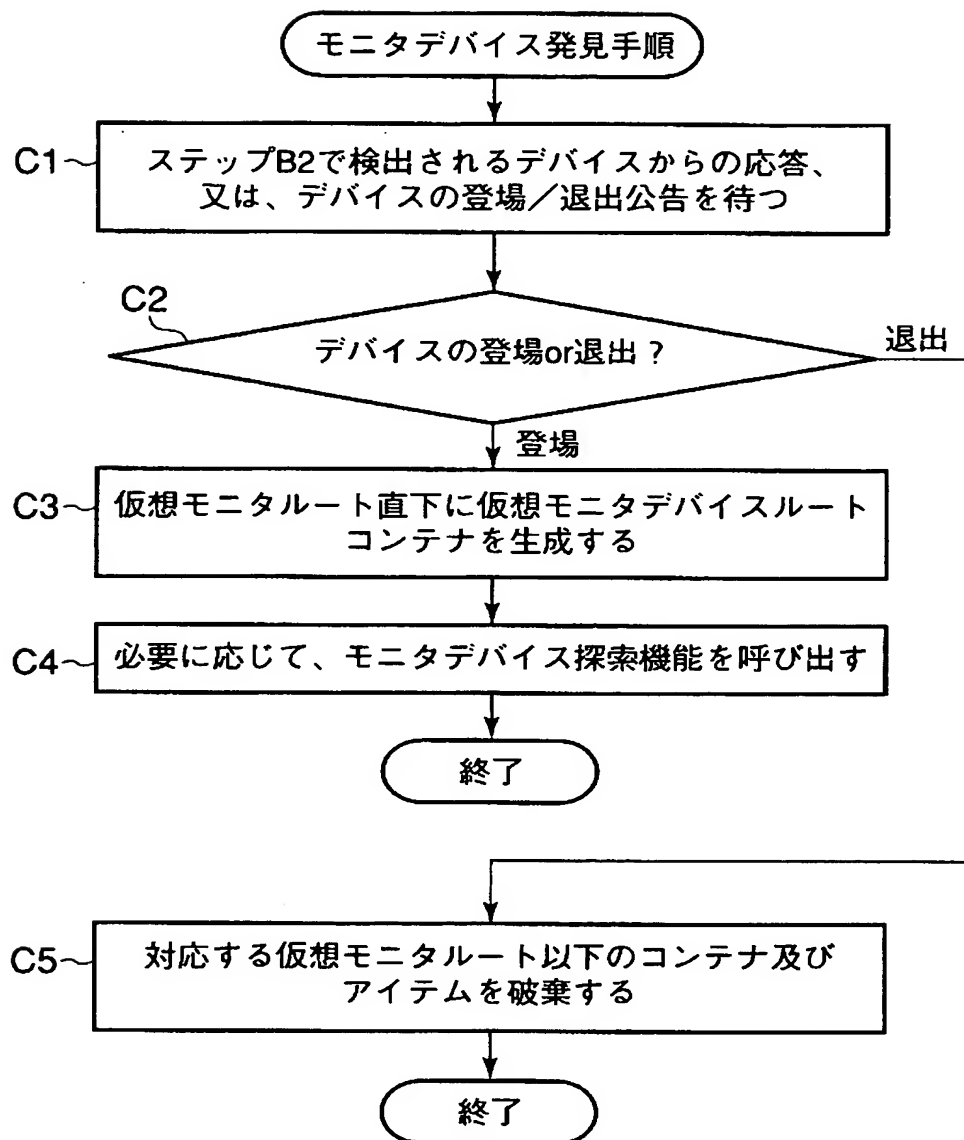 モニタデバイス発見手順
C1
ステップB2で検出されるデバイスからの応答、
又は、デバイスの登場／退出公告を待つ
C2
デバイスの登場or退出？
退出
登場
C3
仮想モニタルート直下に仮想モニタデバイスルート
コンテナを生成する
C4
必要に応じて、モニタデバイス探索機能を呼び出す
終了
C5
対応する仮想モニタルート以下のコンテナ及び
アイテムを破棄する
終了